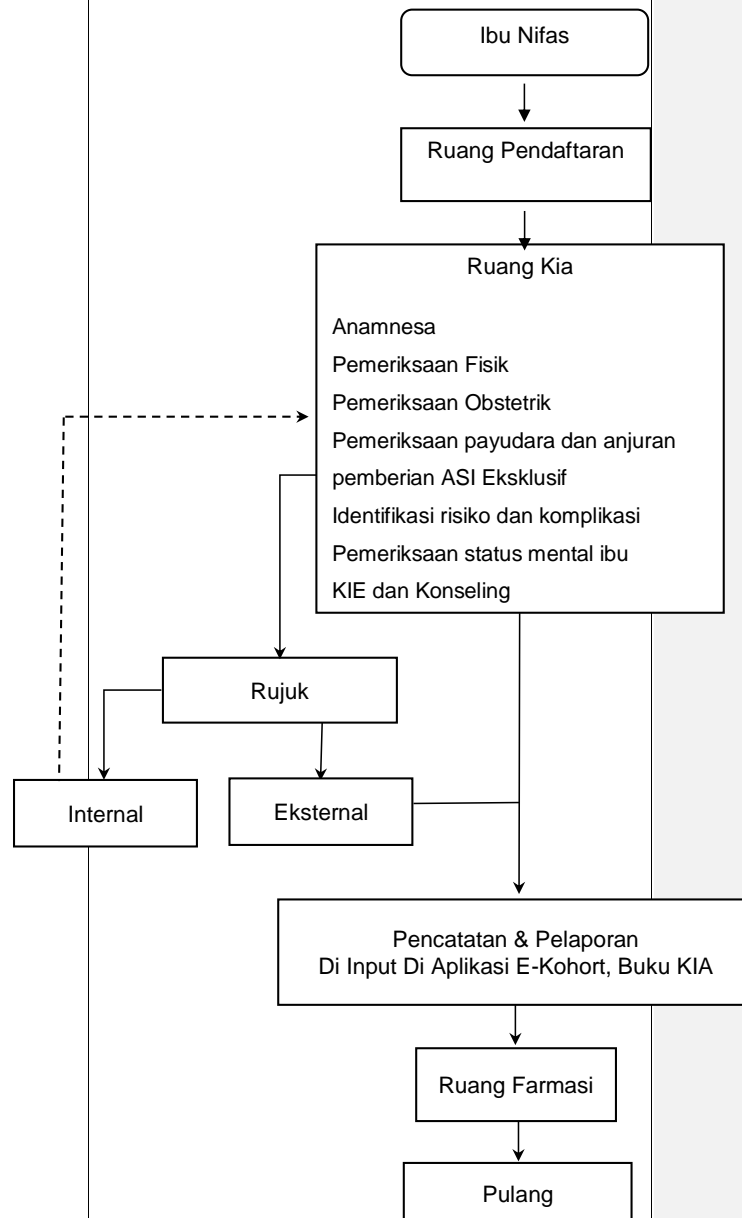 Ibu Nifas
Ruang Pendaftaran
Ruang Kia
Anamnesa
Pemeriksaan Fisik
Pemeriksaan Obstetrik
Pemeriksaan payudara dan anjuran
pemberian ASI Eksklusif
Identifikasi risiko dan komplikasi
Pemeriksaan status mental ibu
KIE dan Konseling
Rujuk
Internal
Eksternal
Pencatatan & Pelaporan
Di Input Di Aplikasi E-Kohort, Buku KIA
Ruang Farmasi
Pulang